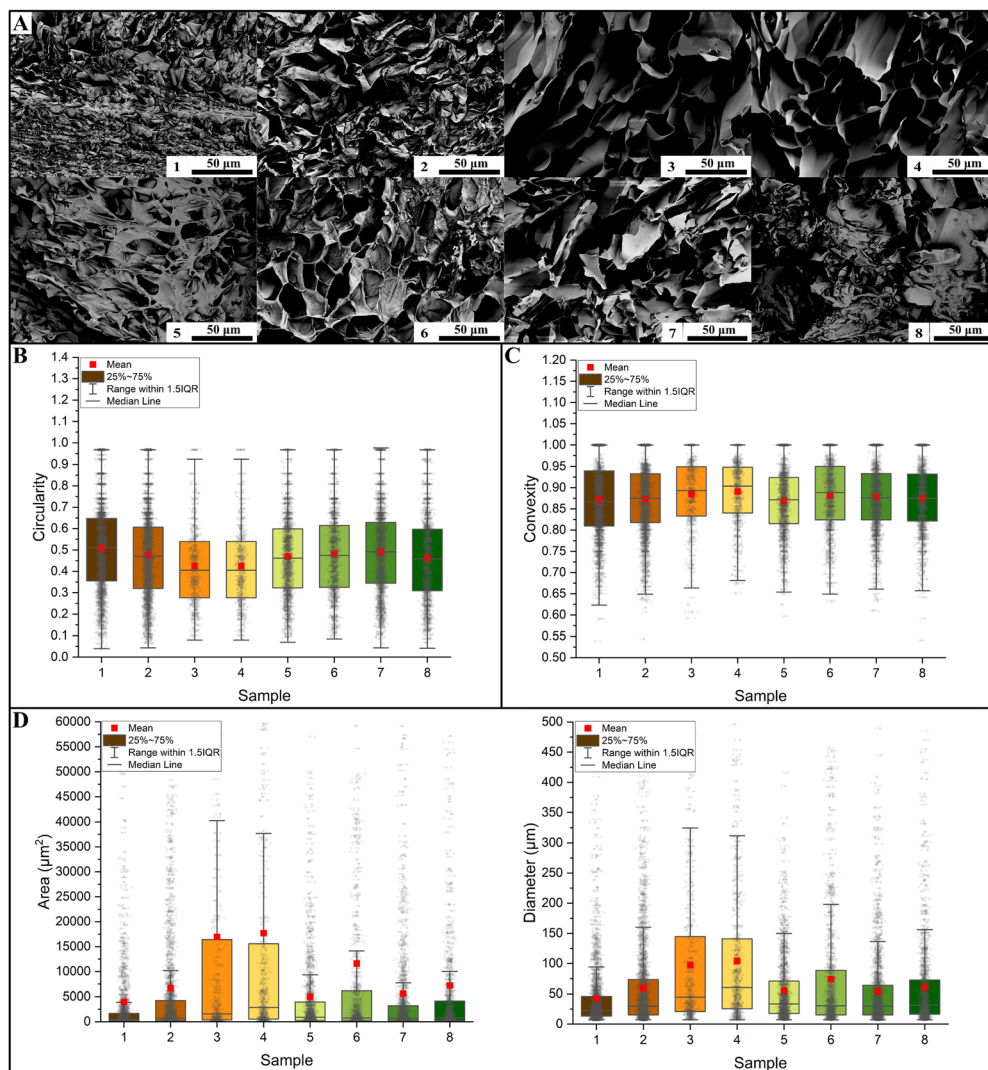 A
50 µm
1
50 µm
2
50 µm
3
50 µm
4
50 µm
5
50 µm
6
50 µm
7
50 µm
8
B
Mean
25%~75%
Range within 1.5IQR
Median Line
1.4
1.3
1.2
1.1
1.0
0.9
0.8
0.7
0.6
0.5
0.4
0.3
0.2
0.1
0.0
Circularity
1 2 3 4 5 6 7 8
Sample
C
Mean
25%~75%
Range within 1.5IQR
Median Line
1.20
1.15
1.10
1.05
1.00
0.95
0.90
0.85
0.80
0.75
0.70
0.65
0.60
0.55
0.50
Convexity
1 2 3 4 5 6 7 8
Sample
D
Mean
25%~75%
Range within 1.5IQR
Median Line
60000
55000
50000
45000
40000
35000
30000
25000
20000
15000
10000
5000
0
Area (µm²)
1 2 3 4 5 6 7 8
Sample
Mean
25%~75%
Range within 1.5IQR
Median Line
500
450
400
350
300
250
200
150
100
50
0
Diameter (µm)
1 2 3 4 5 6 7 8
Sample